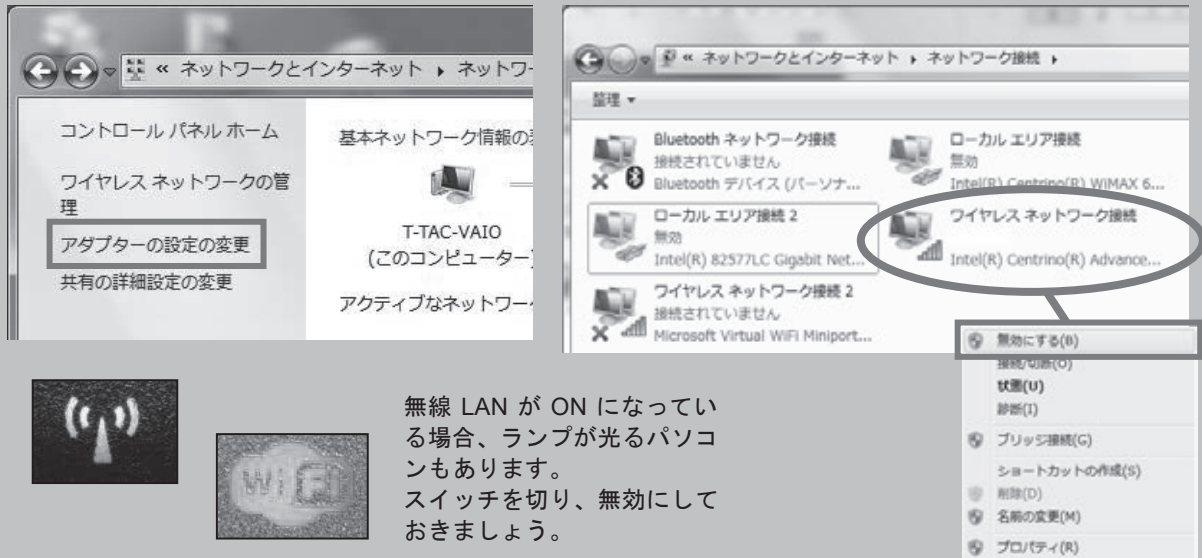 « ネットワークとインターネット ▸ ネットワー
コントロール パネル ホーム
ワイヤレス ネットワークの管
理
アダプターの設定の変更
共有の詳細設定の変更
基本ネットワーク情報の
T-TAC-VAIO
(このコンピューター)
アクティブなネットワー
« ネットワークとインターネット ▸ ネットワーク接続 ▸
整理 ▾
Bluetooth ネットワーク接続
接続されていません
Bluetooth デバイス (パーソナ...
ローカル エリア接続
無効
Intel(R) Centrino(R) WiMAX 6...
ローカル エリア接続 2
無効
Intel(R) 82577LC Gigabit Net...
ワイヤレス ネットワーク接続
Intel(R) Centrino(R) Advance...
ワイヤレス ネットワーク接続 2
接続されていません
Microsoft Virtual WiFi Miniport...
無効にする(B)
接続/切断(O)
状態(U)
診断(I)
ブリッジ接続(G)
ショートカットの作成(S)
削除(D)
名前の変更(M)
プロパティ(R)
WiFi
無線 LAN が ON になってい
る場合、ランプが光るパソコ
ンもあります。
スイッチを切り、無効にして
おきましょう。